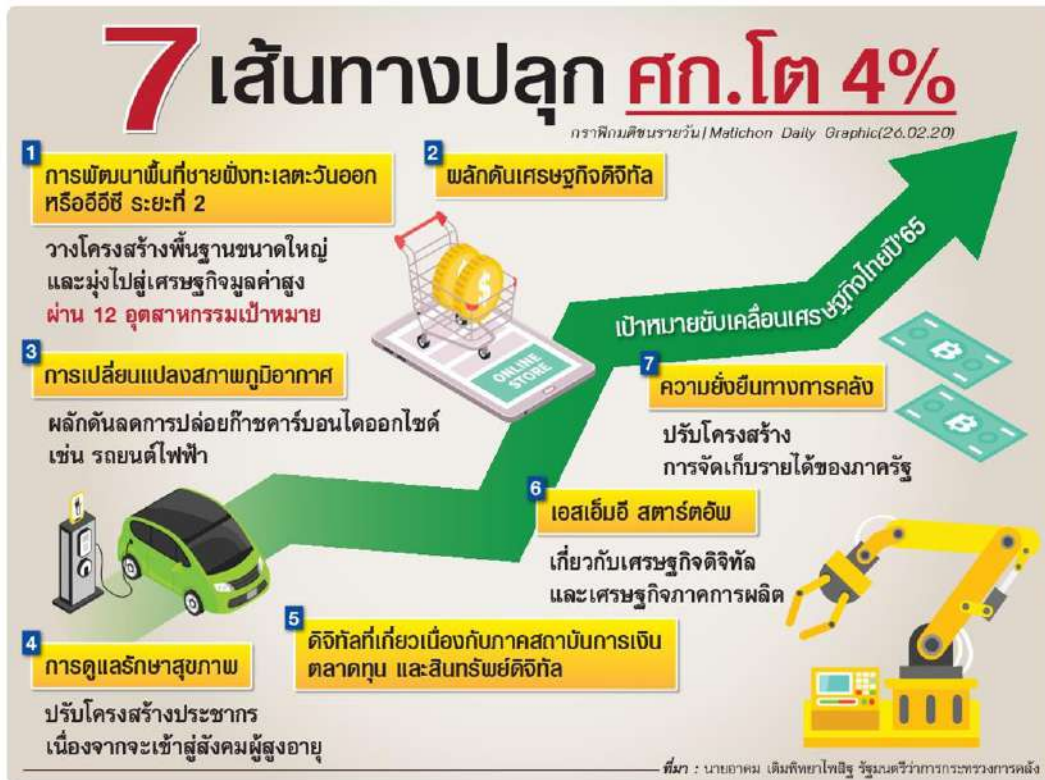 7 เส้นทางปลุก ศก.โต 4%
กราฟิกมติชนรายวัน|Matichon Daily Graphic(26.02.20)
1
การพัฒนาพื้นที่ชายฝั่งทะเลตะวันออก
หรืออีอีซี ระยะที่ 2
วางโครงสร้างพื้นฐานขนาดใหญ่
และมุ่งไปสู่เศรษฐกิจมูลค่าสูง
ผ่าน 12 อุตสาหกรรมเป้าหมาย
2
พลักดันเศรษฐกิจดิจิทัล
$
ONLINE
STORE
เป้าหมายขับเคลื่อนเศรษฐกิจไทยปี'65
3
การเปลี่ยนแปลงสภาพภูมิอากาศ
ผลักดันลดการปล่อยก๊าซคาร์บอนไดออกไซด์
เช่น รถยนต์ไฟฟ้า
4
การดูแลรักษาสุขภาพ
ปรับโครงสร้างประชากร
เนื่องจากจะเข้าสู่สังคมผู้สูงอายุ
5
ดิจิทัลที่เกี่ยวเนื่องกับภาคสถาบันการเงิน
ตลาดทุน และสินทรัพย์ดิจิทัล
6
เอสเอ็มอี สตาร์ตอัพ
เกี่ยวกับเศรษฐกิจดิจิทัล
และเศรษฐกิจภาคการผลิต
7
ความยั่งยืนทางการคลัง
ปรับโครงสร้าง
การจัดเก็บรายได้ของภาครัฐ
฿
฿
ที่มา : นายอาคม เติมพิทยาไพสิฐ รัฐมนตรีว่าการกระทรวงการคลัง